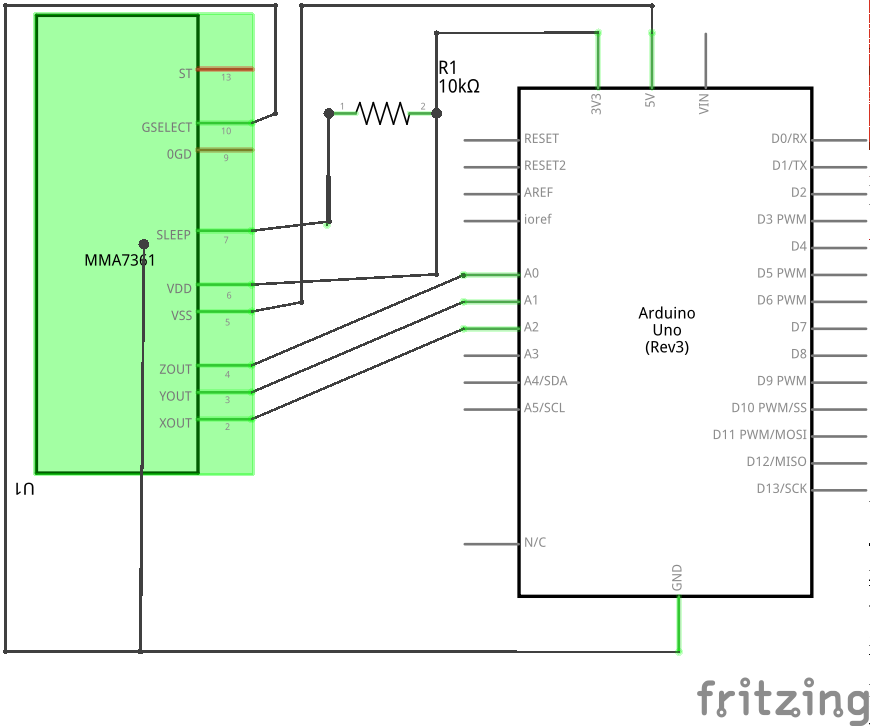 R1
10kΩ
1
2
3V3
5V
VIN
ST
13
GSELECT
10
0GD
9
SLEEP
7
MMA7361
VDD
6
VSS
5
ZOUT
4
YOUT
3
XOUT
2
U1
RESET
RESET2
AREF
ioref
A0
A1
A2
A3
A4/SDA
A5/SCL
N/C
Arduino
Uno
(Rev3)
D0/RX
D1/TX
D2
D3 PWM
D4
D5 PWM
D6 PWM
D7
D8
D9 PWM
D10 PWM/SS
D11 PWM/MOSI
D12/MISO
D13/SCK
GND
fritzing